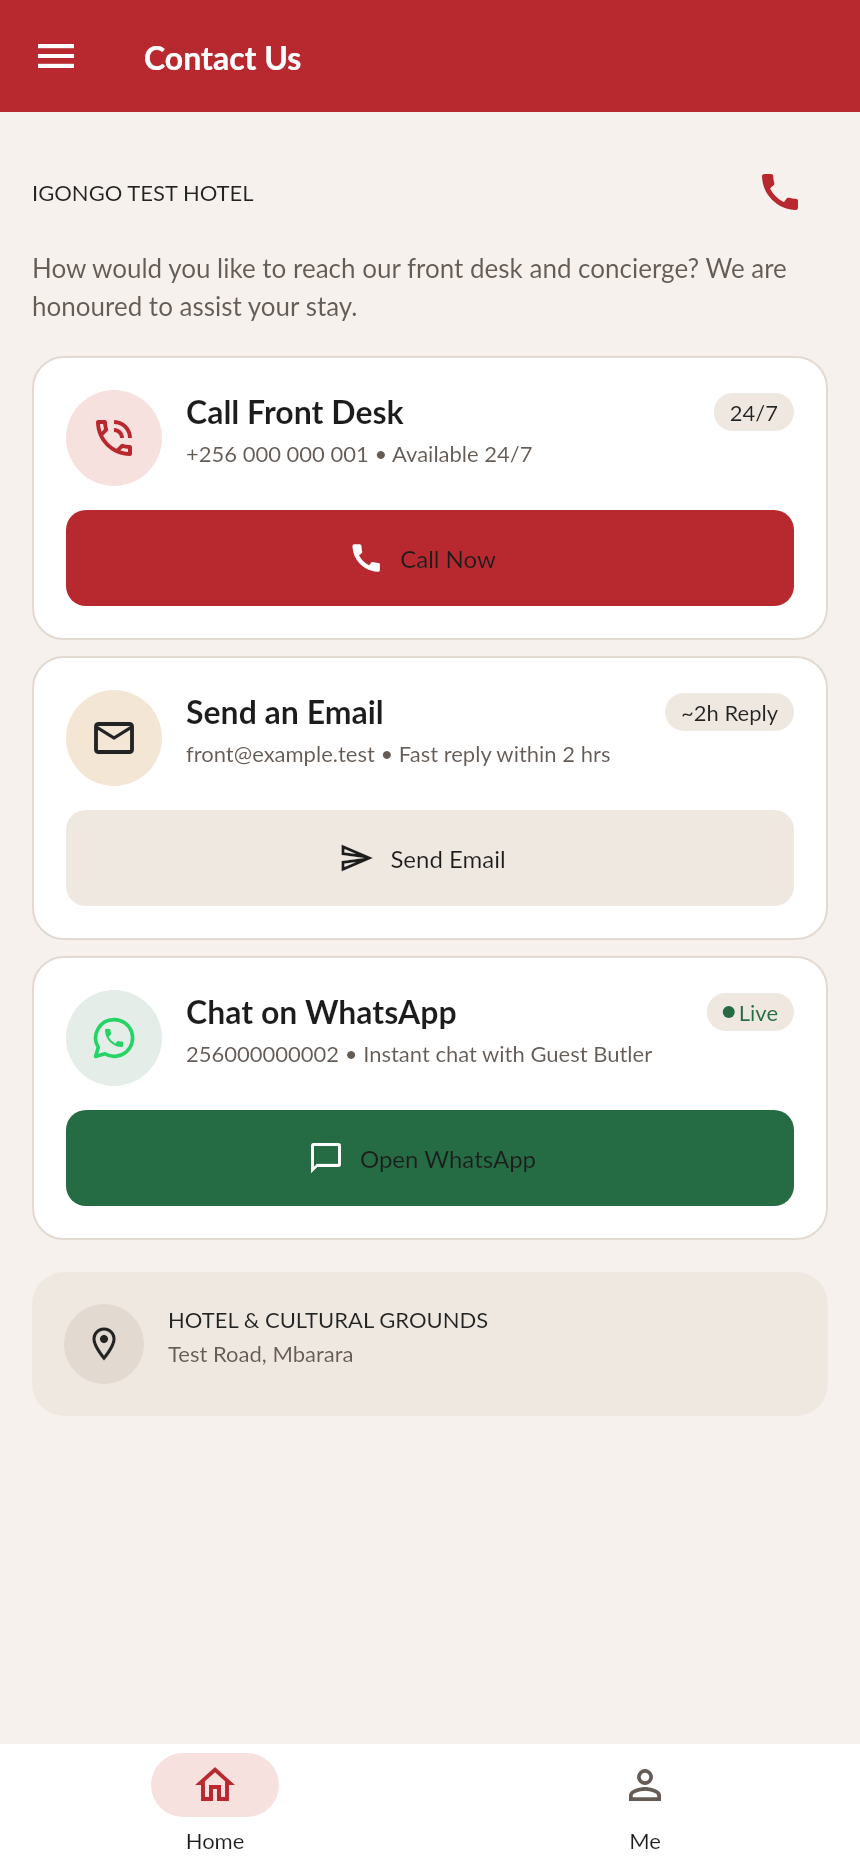 Contact Us
IGONGO TEST HOTEL
How would you like to reach our front desk and concierge? We are
honoured to assist your stay.
Call Front Desk
24/7
+256 000 000 001 • Available 24/7
Call Now
Send an Email
~2h Reply
front@example.test • Fast reply within 2 hrs
Send Email
Chat on WhatsApp
Live
256000000002 • Instant chat with Guest Butler
Open WhatsApp
HOTEL & CULTURAL GROUNDS
Test Road, Mbarara
Home
Me